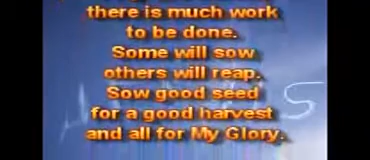 there is much work
to be done.
Some will sow
others will reap.
Sow good seed
for a good harvest
and all for My Glory.